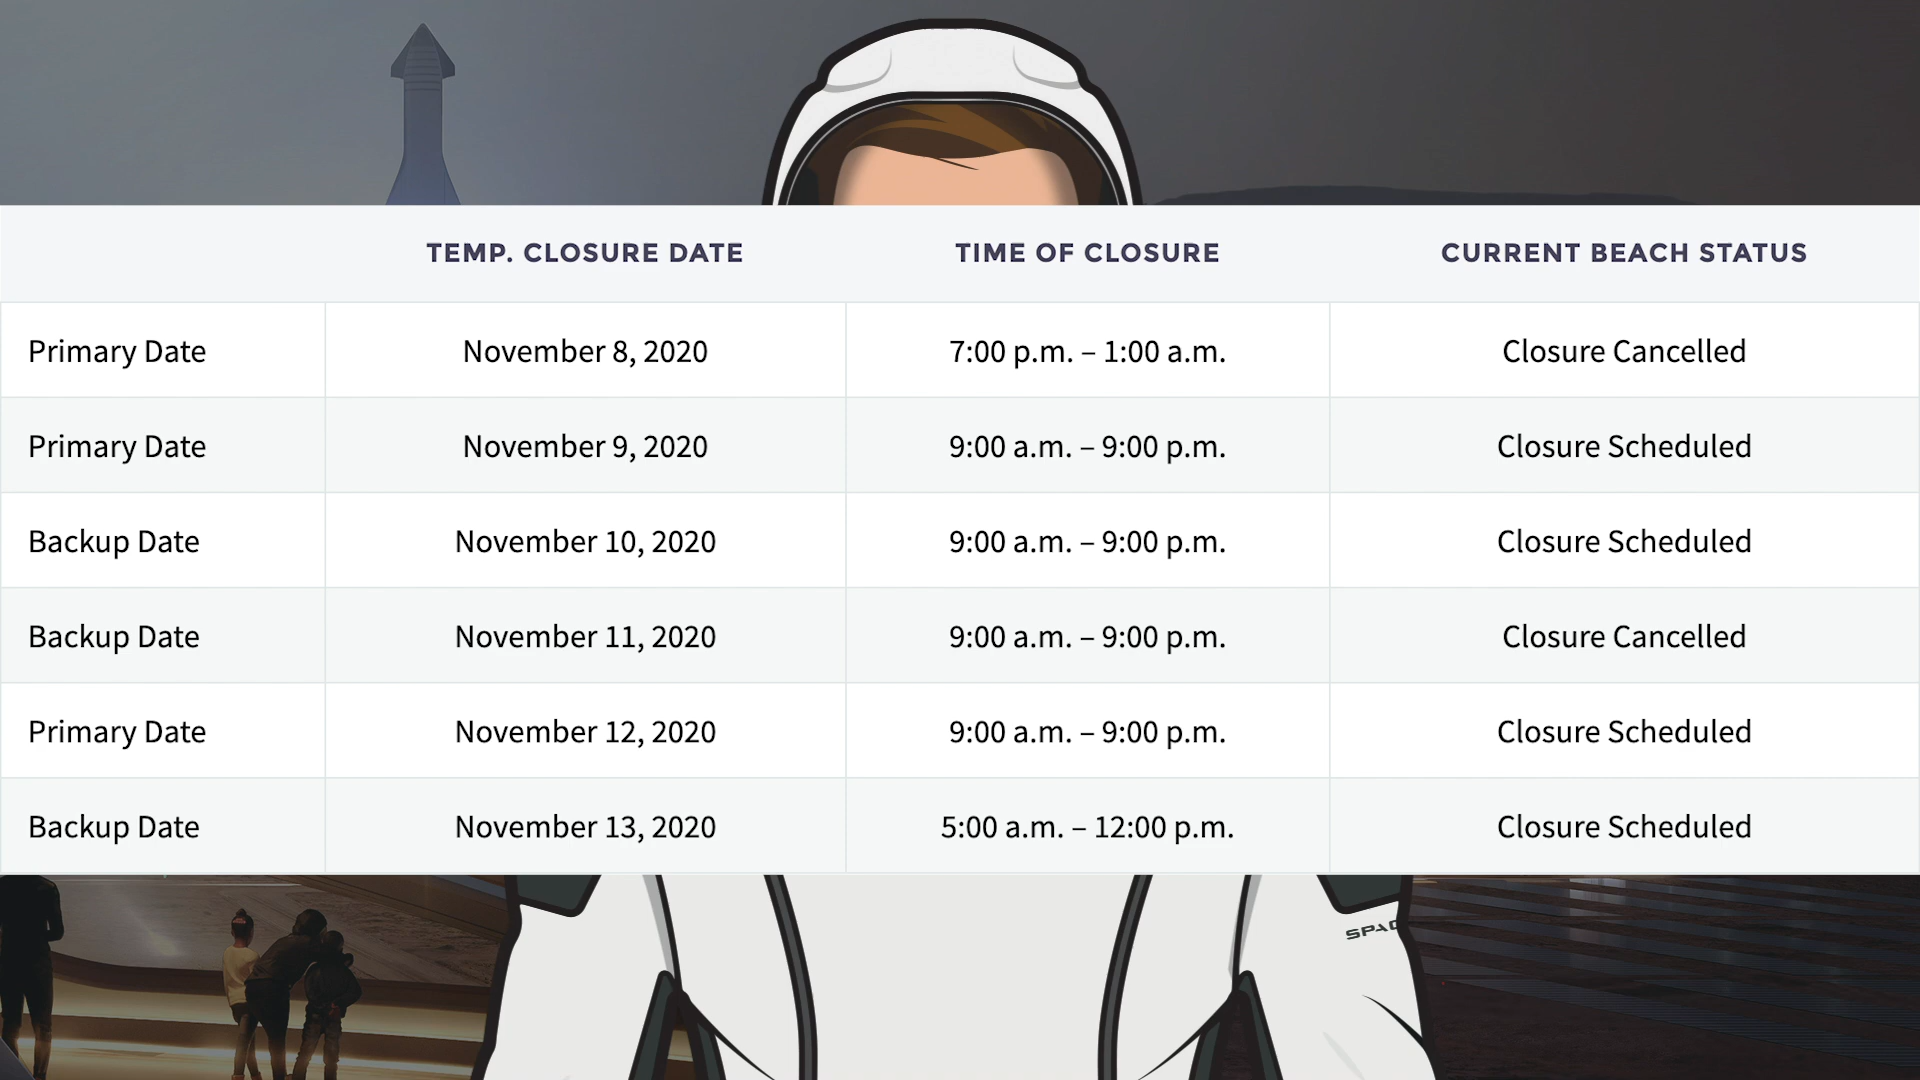 TEMP. CLOSURE DATE TIME OF CLOSURE CURRENT BEACH STATUS
Primary Date November 8, 2020 7:00 p.m. – 1:00 a.m. Closure Cancelled
Primary Date November 9, 2020 9:00 a.m. – 9:00 p.m. Closure Scheduled
Backup Date November 10, 2020 9:00 a.m. – 9:00 p.m. Closure Scheduled
Backup Date November 11, 2020 9:00 a.m. – 9:00 p.m. Closure Cancelled
Primary Date November 12, 2020 9:00 a.m. – 9:00 p.m. Closure Scheduled
Backup Date November 13, 2020 5:00 a.m. – 12:00 p.m. Closure Scheduled
SPAC